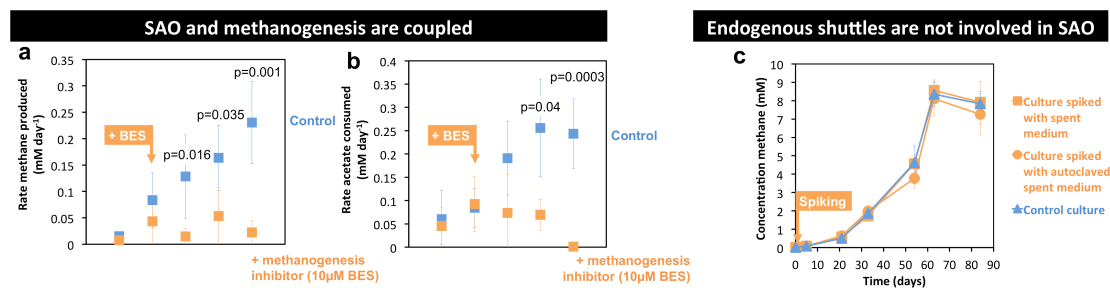 SAO and methanogenesis are coupled
a
Rate methane produced
(mM day-1)
0.35
0.3
0.25
0.2
0.15
0.1
0.05
0
+ BES
p=0.016
p=0.035
p=0.001
Control
+ methanogenesis
inhibitor (10μM BES)
b
Rate acetate consumed
(mM day-1)
0.4
0.35
0.3
0.25
0.2
0.15
0.1
0.05
0
+ BES
p=0.04
p=0.0003
Control
+ methanogenesis
inhibitor (10μM BES)
Endogenous shuttles are not involved in SAO
c
Concentration methane (mM)
10
9
8
7
6
5
4
3
2
1
0
Spiking
0 10 20 30 40 50 60 70 80 90
Time (days)
Culture spiked
with spent
medium
Culture spiked
with autoclaved
spent medium
Control culture